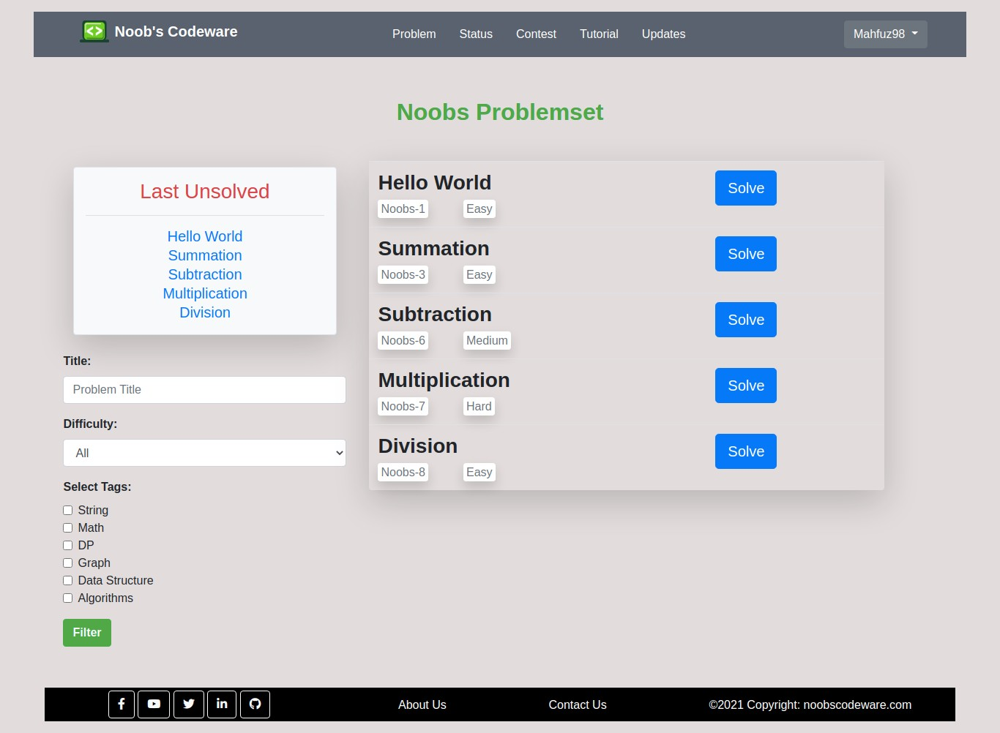 Noob's Codeware
Problem
Status
Contest
Tutorial
Updates
Mahfuz98
Noobs Problemset
Last Unsolved
Hello World
Summation
Subtraction
Multiplication
Division
Title:
Problem Title
Difficulty:
All
Select Tags:
String
Math
DP
Graph
Data Structure
Algorithms
Filter
Hello World
Solve
Noobs-1
Easy
Summation
Solve
Noobs-3
Easy
Subtraction
Solve
Noobs-6
Medium
Multiplication
Solve
Noobs-7
Hard
Division
Solve
Noobs-8
Easy
About Us
Contact Us
©2021 Copyright: noobscodeware.com